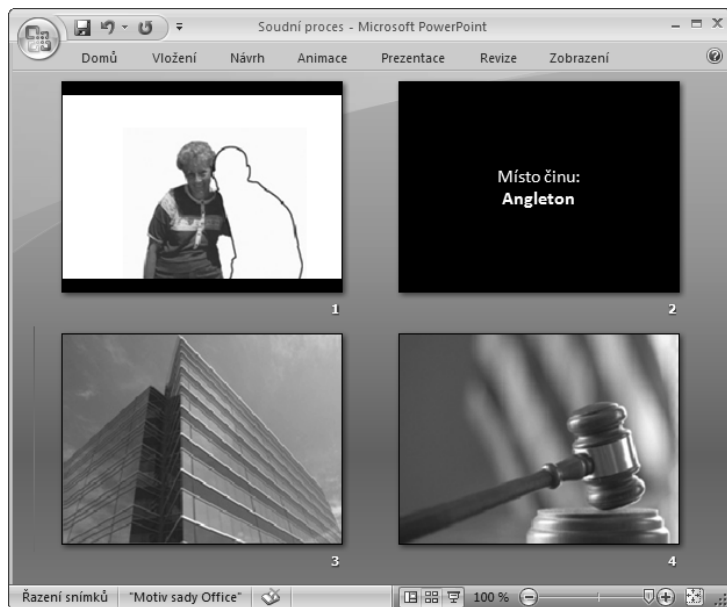 Soudní proces - Microsoft PowerPoint
Domů Vložení Návrh Animace Prezentace Revize Zobrazení
Místo činu:
Angleton
1
2
3
4
Řazení snímků "Motiv sady Office" 100 %